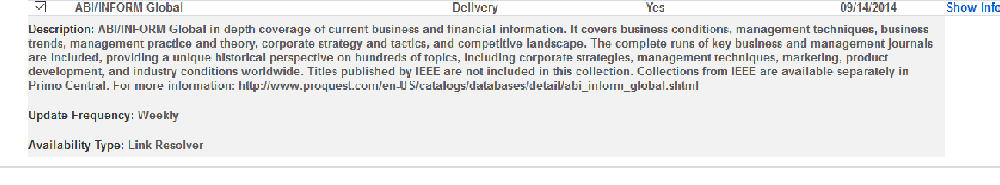 ABI/INFORM Global Delivery Yes 09/14/2014 Show Info
Description: ABI/INFORM Global in-depth coverage of current business and financial information. It covers business conditions, management techniques, business
trends, management practice and theory, corporate strategy and tactics, and competitive landscape. The complete runs of key business and management journals
are included, providing a unique historical perspective on hundreds of topics, including corporate strategies, management techniques, marketing, product
development, and industry conditions worldwide. Titles published by IEEE are not included in this collection. Collections from IEEE are available separately in
Primo Central. For more information: http://www.proquest.com/en-US/catalogs/databases/detail/abi_inform_global.shtml
Update Frequency: Weekly
Availability Type: Link Resolver